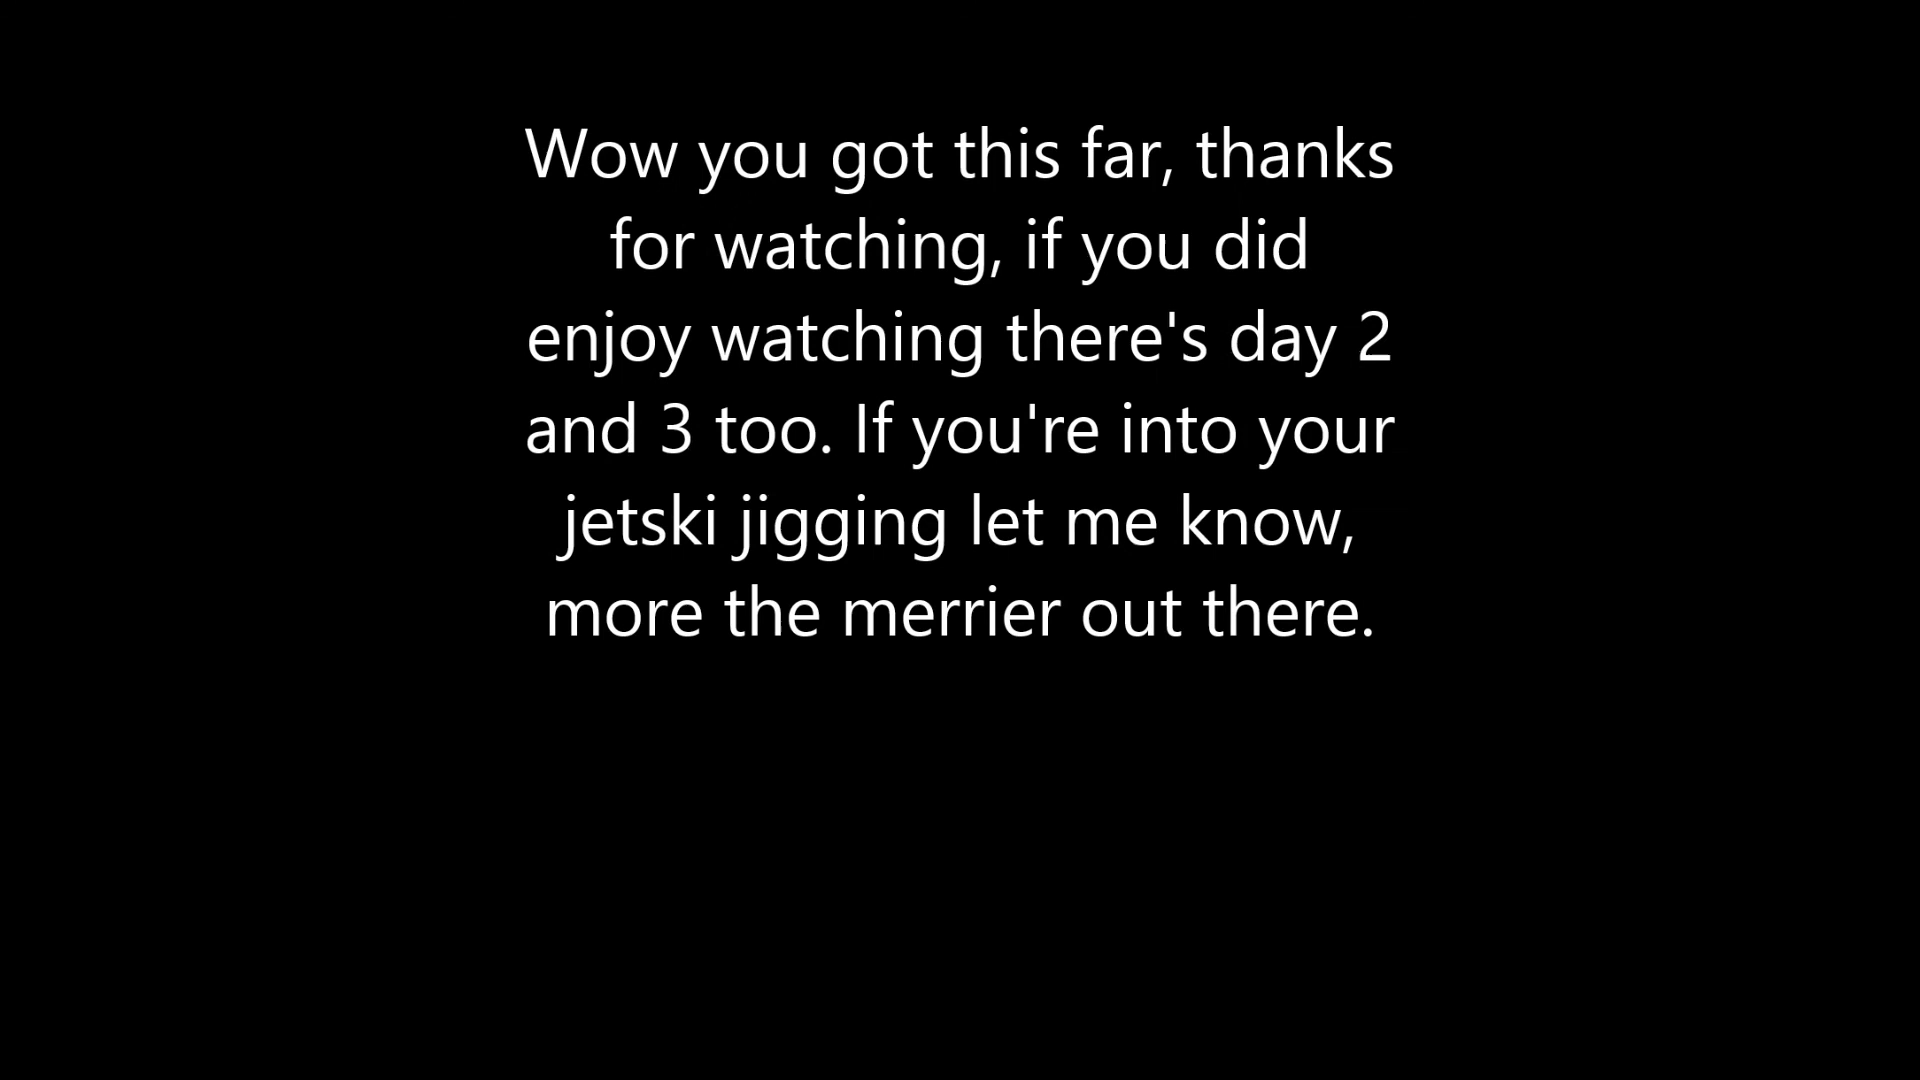 Wow you got this far, thanks
for watching, if you did
enjoy watching there's day 2
and 3 too. If you're into your
jetski jigging let me know,
more the merrier out there.